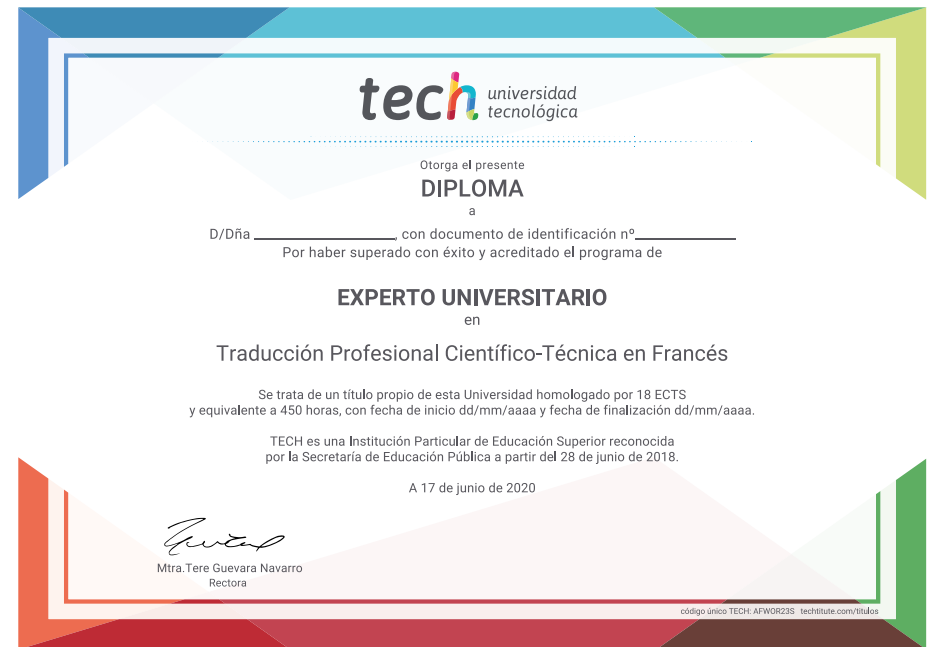 tech universidad
tecnológica
Otorga el presente
DIPLOMA
a
D/Dña ____________________, con documento de identificación nº______________
Por haber superado con éxito y acreditado el programa de
EXPERTO UNIVERSITARIO
en
Traducción Profesional Científico-Técnica en Francés
Se trata de un título propio de esta Universidad homologado por 18 ECTS
y equivalente a 450 horas, con fecha de inicio dd/mm/aaaa y fecha de finalización dd/mm/aaaa.
TECH es una Institución Particular de Educación Superior reconocida
por la Secretaría de Educación Pública a partir del 28 de junio de 2018.
A 17 de junio de 2020
Mtra.Tere Guevara Navarro
Rectora
código único TECH: AFWOR23S techtitute.com/titulos